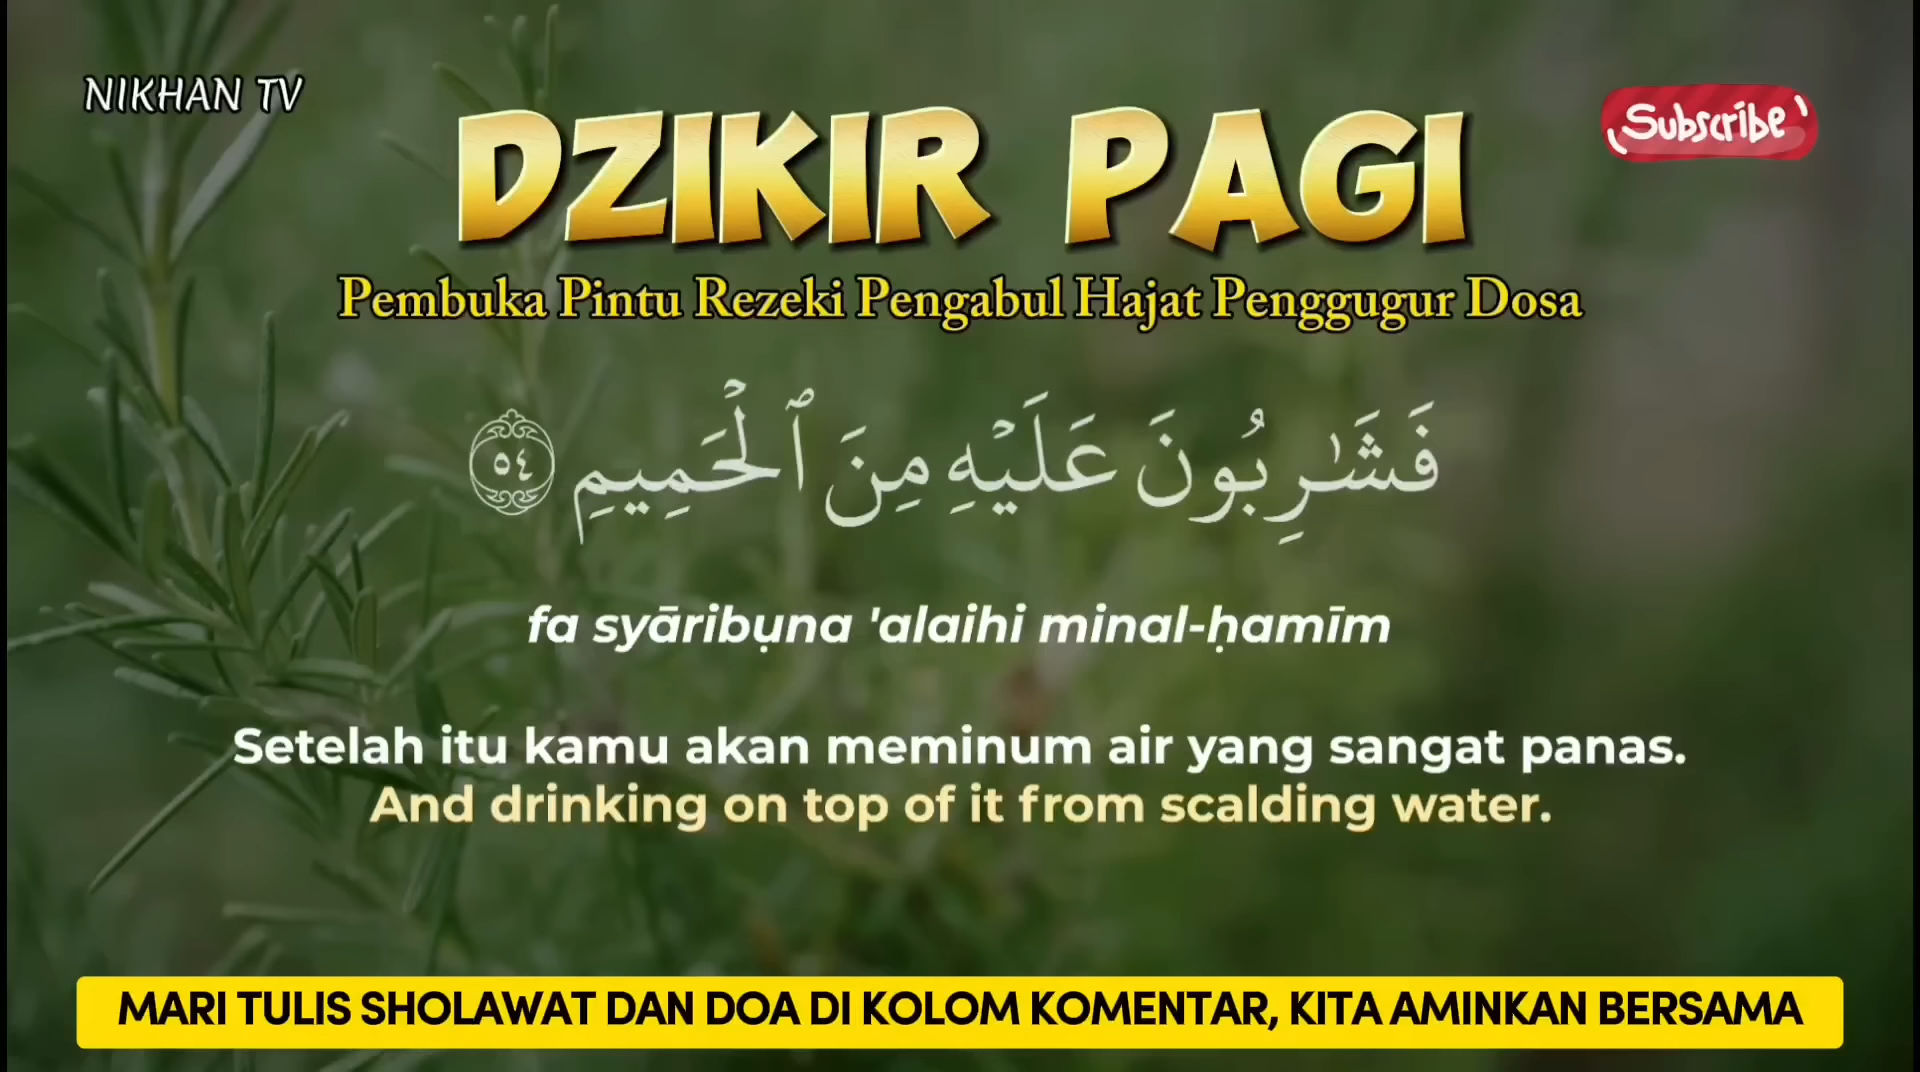 NIKHAN TV
Subscribe
DZIKIR PAGI
Pembuka Pintu Rezeki Pengabul Hajat Penggugur Dosa
فَشَٰرِبُونَ عَلَيْهِ مِنَ ٱلْحَمِيمِ ٥٤
fa syāribụna 'alaihi minal-ḥamīm
Setelah itu kamu akan meminum air yang sangat panas.
And drinking on top of it from scalding water.
MARI TULIS SHOLAWAT DAN DOA DI KOLOM KOMENTAR, KITA AMINKAN BERSAMA